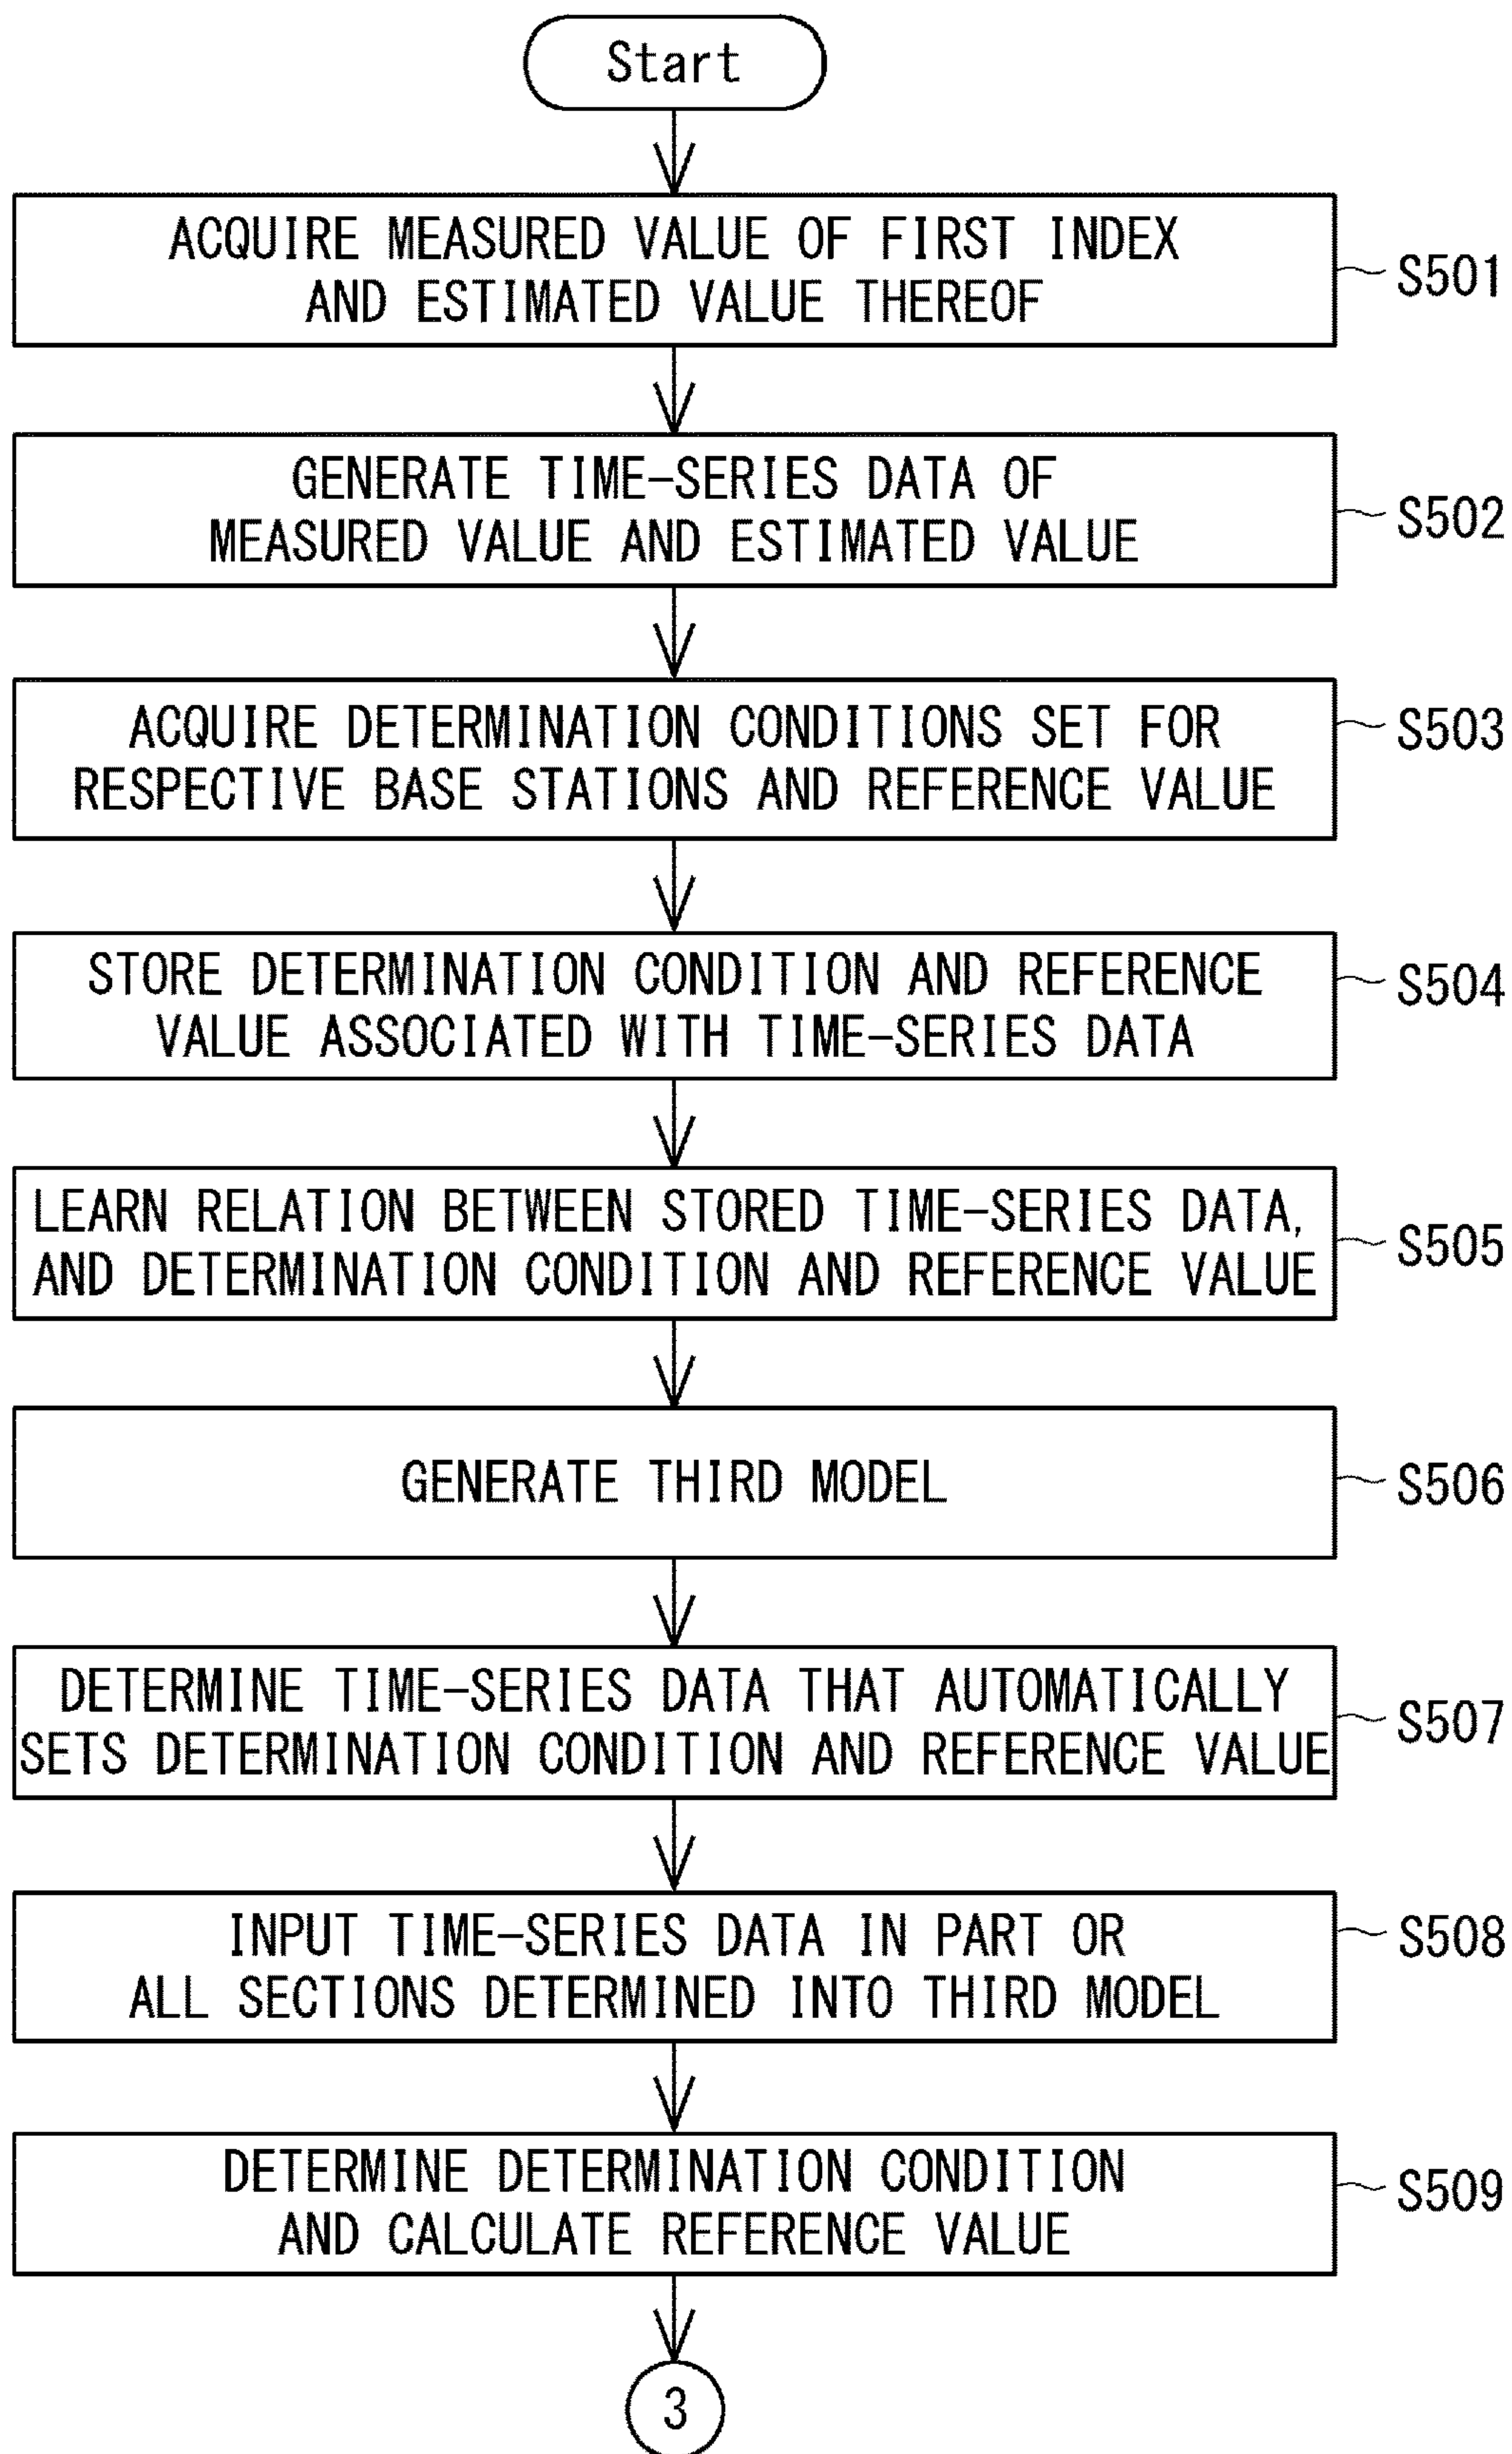 Start
ACQUIRE MEASURED VALUE OF FIRST INDEX
AND ESTIMATED VALUE THEREOF
S501
GENERATE TIME-SERIES DATA OF
MEASURED VALUE AND ESTIMATED VALUE
S502
ACQUIRE DETERMINATION CONDITIONS SET FOR
RESPECTIVE BASE STATIONS AND REFERENCE VALUE
S503
STORE DETERMINATION CONDITION AND REFERENCE
VALUE ASSOCIATED WITH TIME-SERIES DATA
S504
LEARN RELATION BETWEEN STORED TIME-SERIES DATA,
AND DETERMINATION CONDITION AND REFERENCE VALUE
S505
GENERATE THIRD MODEL
S506
DETERMINE TIME-SERIES DATA THAT AUTOMATICALLY
SETS DETERMINATION CONDITION AND REFERENCE VALUE
S507
INPUT TIME-SERIES DATA IN PART OR
ALL SECTIONS DETERMINED INTO THIRD MODEL
S508
DETERMINE DETERMINATION CONDITION
AND CALCULATE REFERENCE VALUE
S509
3